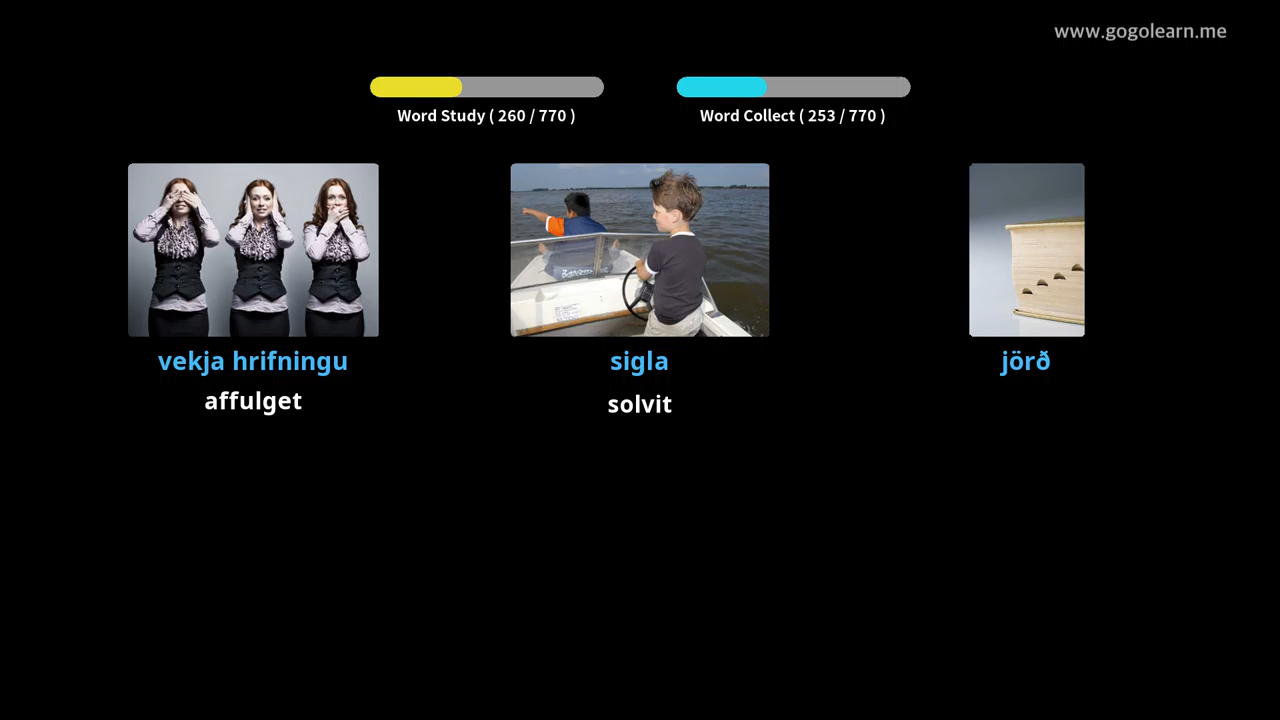 www.gogolearn.me
Word Study ( 260 / 770 )
Word Collect ( 253 / 770 )
vekja hrifningu
affulget
sigla
solvit
jörð